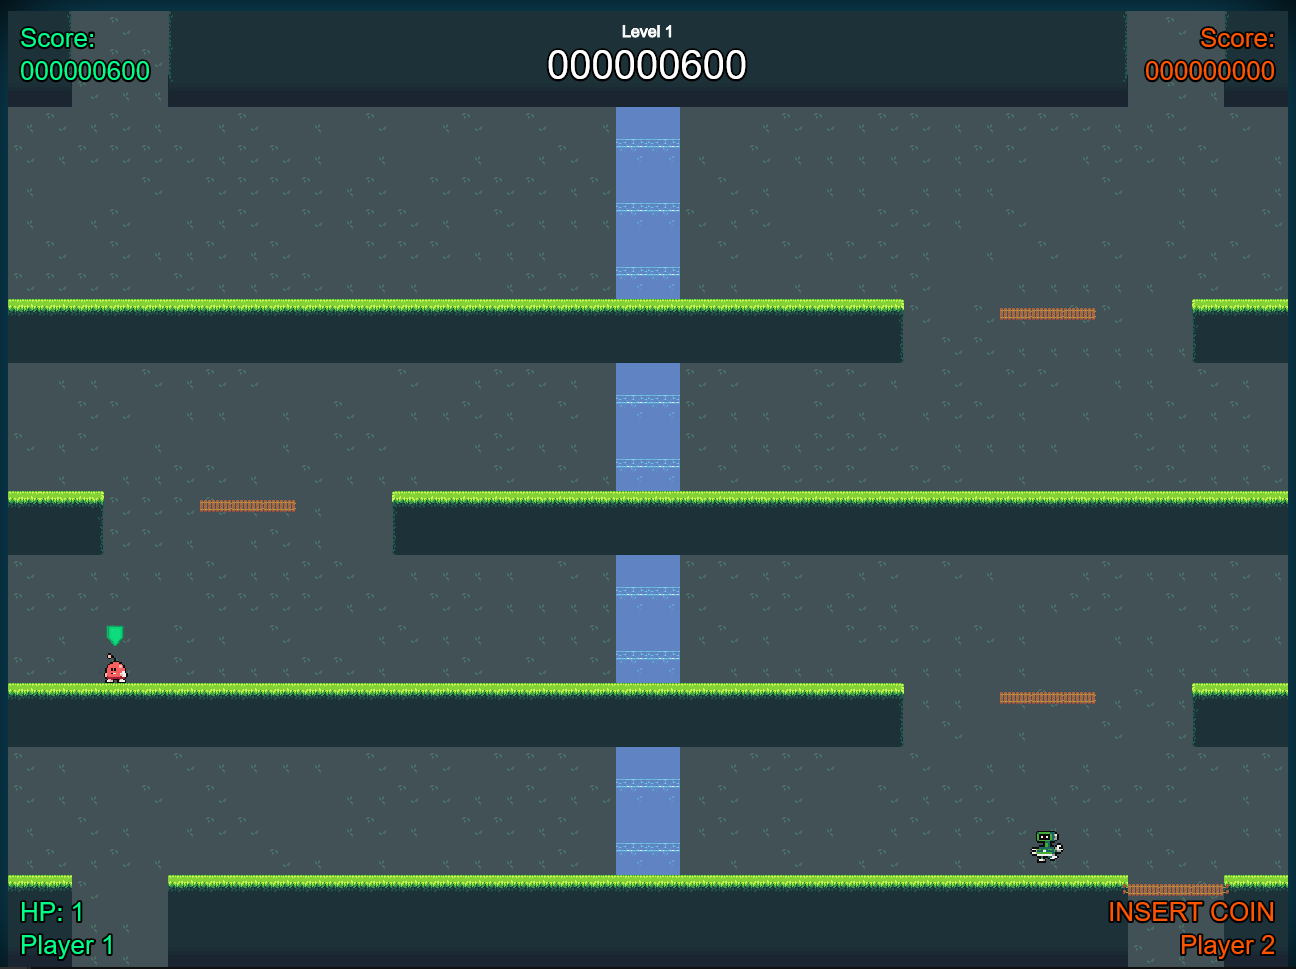 Score:
000000600
Level 1
000000600
Score:
000000000
HP: 1
Player 1
INSERT COIN
Player 2